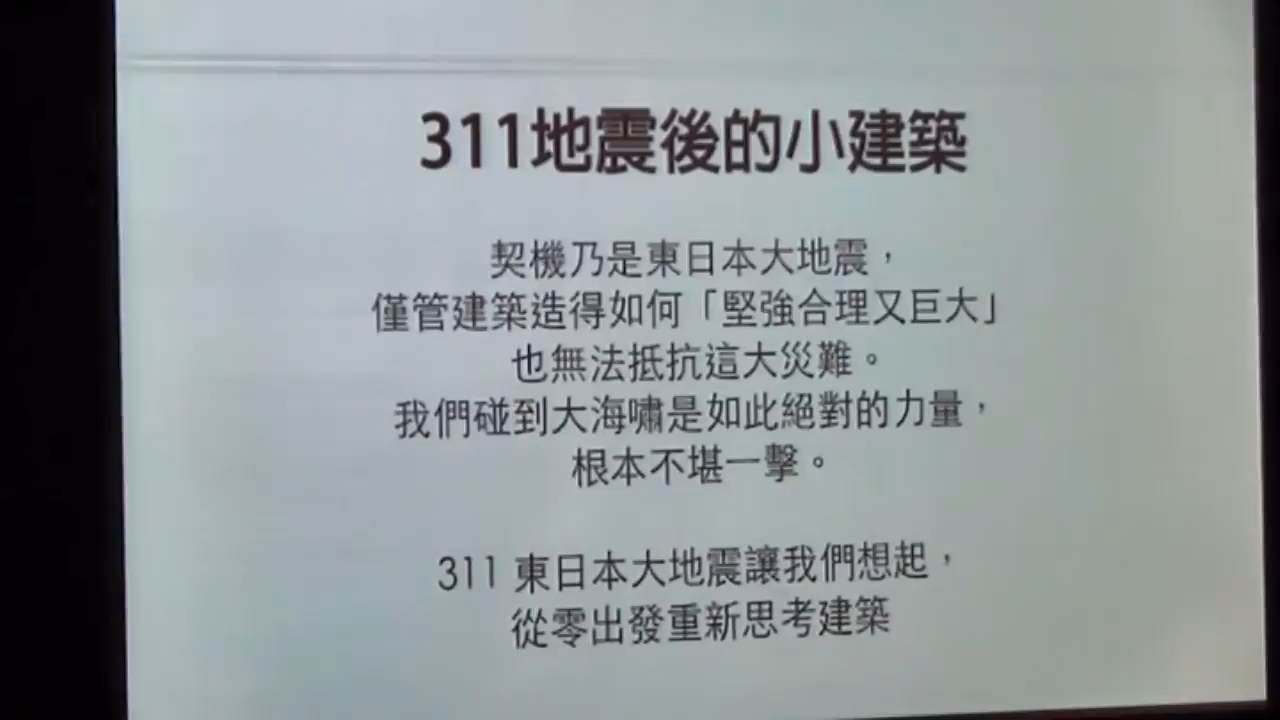 311地震後的小建築
契機乃是東日本大地震，
僅管建築造得如何「堅強合理又巨大」
也無法抵抗這大災難。
我們碰到大海嘯是如此絕對的力量，
根本不堪一擊。
311 東日本大地震讓我們想起，
從零出發重新思考建築